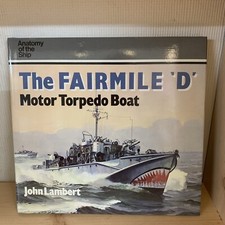 Anatomy of the Ship
The FAIRMILE 'D'
Motor Torpedo Boat
John Lambert